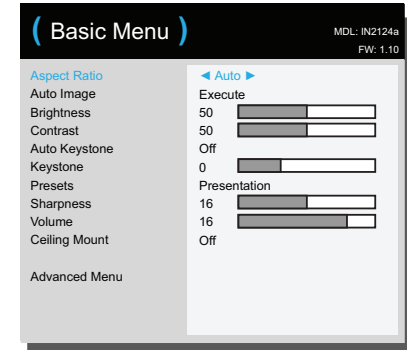 ( Basic Menu )
MDL: IN2124a
FW: 1.10
Aspect Ratio ◄ Auto ►
Auto Image Execute
Brightness 50
Contrast 50
Auto Keystone Off
Keystone 0
Presets Presentation
Sharpness 16
Volume 16
Ceiling Mount Off
Advanced Menu